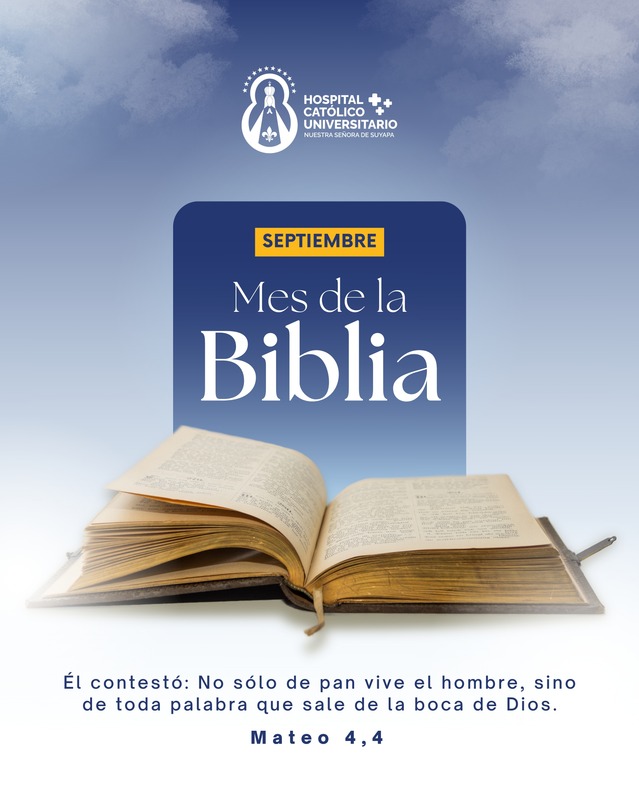 HOSPITAL
CATÓLICO
UNIVERSITARIO
NUESTRA SEÑORA DE SUYAPA
SEPTIEMBRE
Mes de la
Biblia
Él contestó: No sólo de pan vive el hombre, sino
de toda palabra que sale de la boca de Dios.
Mateo 4,4